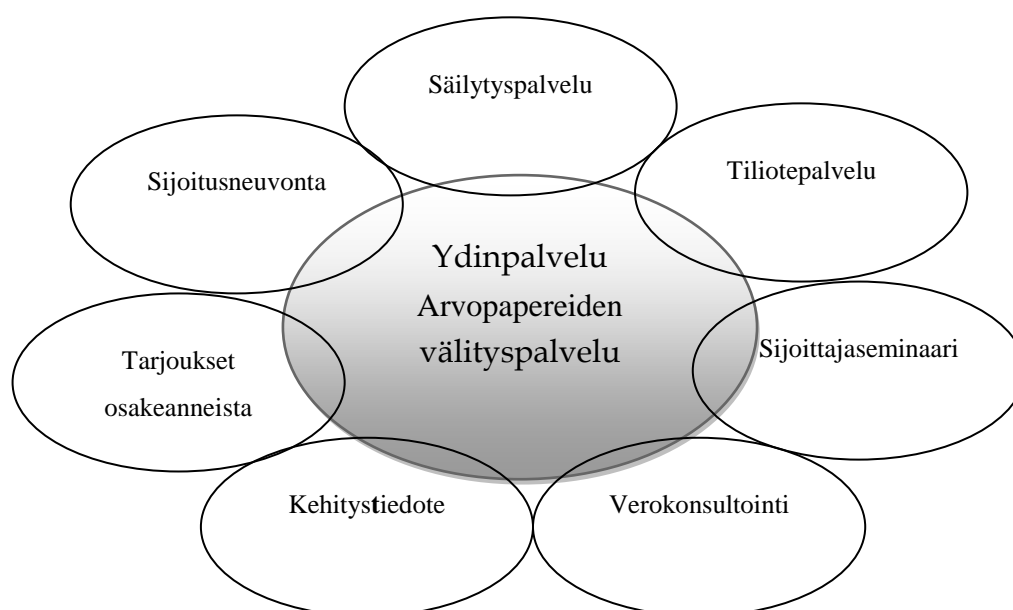 Säilytyspalvelu
Sijoitusneuvonta
Tiliotepalvelu
Ydinpalvelu
Arvopapereiden
välityspalvelu
Sijoittajaseminaari
Tarjoukset
osakeanneista
Kehitystiedote
Verokonsultointi